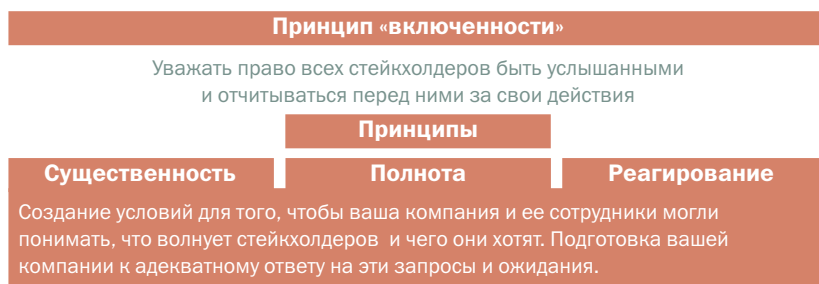 Принцип «включенности»
Уважать право всех стейкхолдеров быть услышанными
и отчитываться перед ними за свои действия
Принципы
Существенность Полнота Реагирование
Создание условий для того, чтобы ваша компания и ее сотрудники могли
понимать, что волнует стейкхолдеров и чего они хотят. Подготовка вашей
компании к адекватному ответу на эти запросы и ожидания.